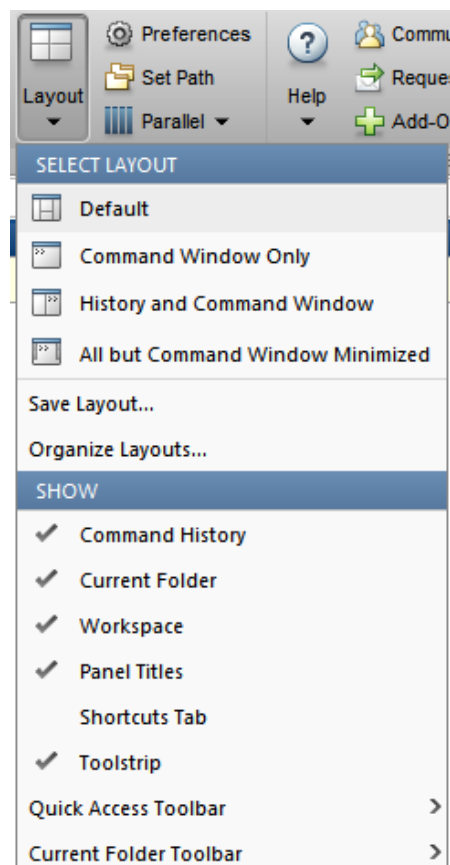 Preferences
Set Path
Parallel
Layout
Help
SELECT LAYOUT
Default
Command Window Only
History and Command Window
All but Command Window Minimized
Save Layout...
Organize Layouts...
SHOW
Command History
Current Folder
Workspace
Panel Titles
Shortcuts Tab
Toolstrip
Quick Access Toolbar
Current Folder Toolbar